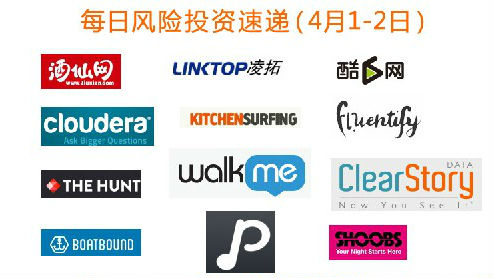 每日风险投资速递(4月1-2日)
酒仙网
www.jiuxian.com
LINKTOP凌拓
酷6网
cloudera
Ask Bigger Questions
KITCHENSURFING
fluentify
THE HUNT
walkme
ClearStory
DATA
Now You See It
BOATBOUND
SHOOBS
Your Night Starts Here